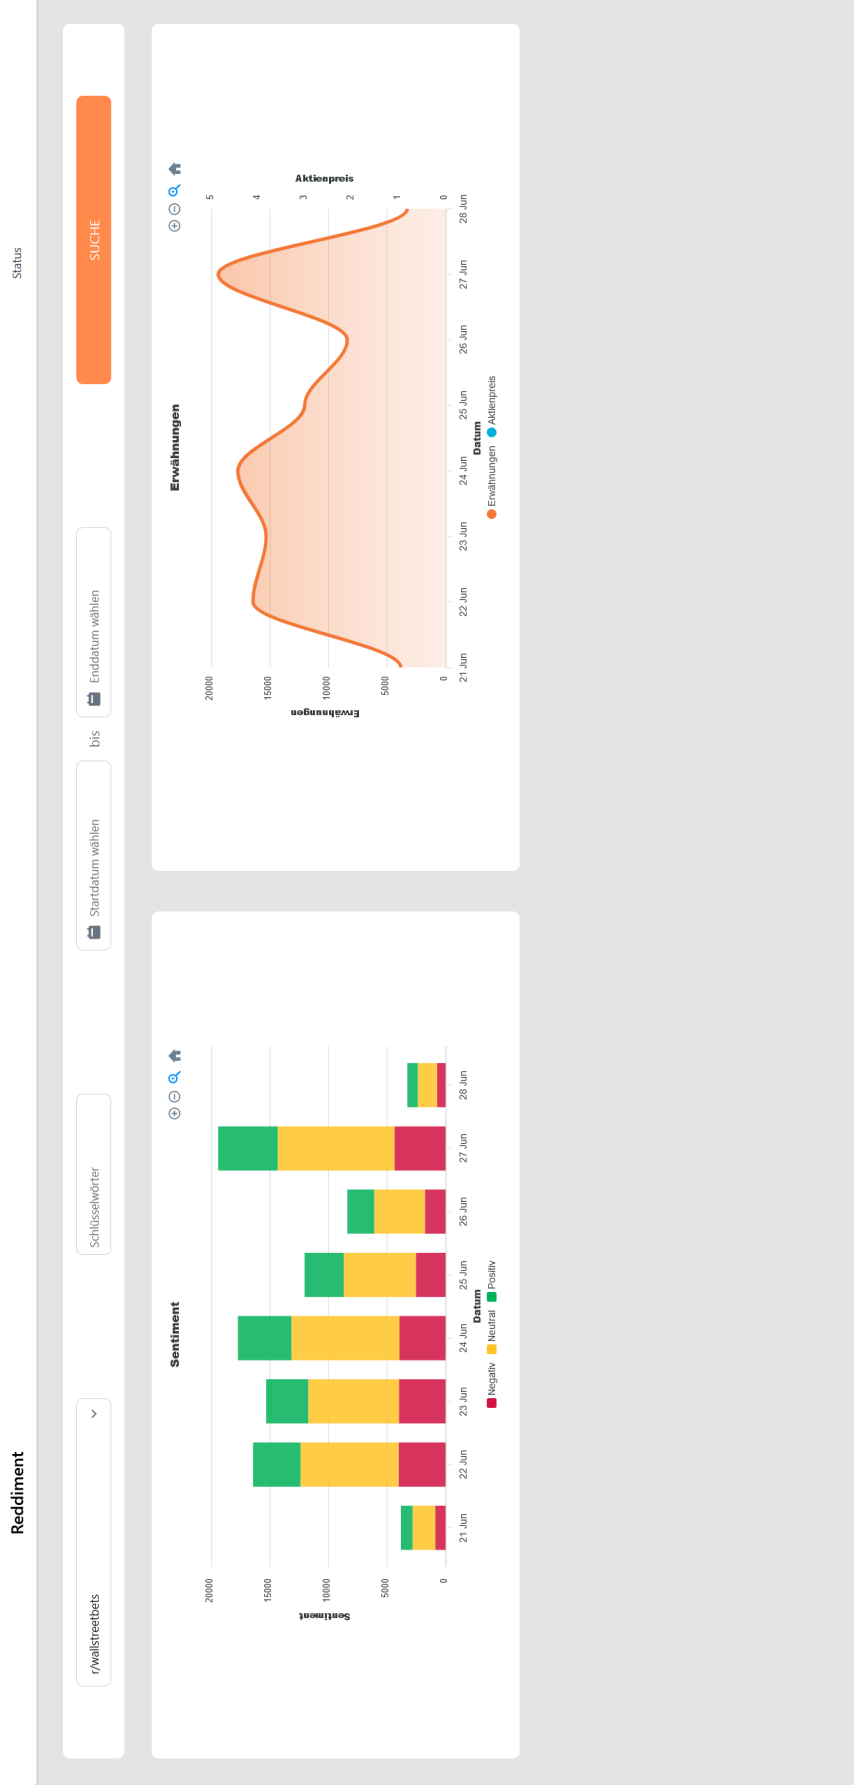 Reddiment
Status
r/wallstreetbets
Schlüsselwörter
Startdatum wählen
bis
Enddatum wählen
SUCHE
Sentiment
Sentiment
20000
15000
10000
5000
0
21 Jun
22 Jun
23 Jun
24 Jun
25 Jun
26 Jun
27 Jun
28 Jun
Datum
Negativ
Neutral
Positiv
Erwähnungen
Erwähnungen
20000
15000
10000
5000
0
Aktienpreis
5
4
3
2
1
0
21 Jun
22 Jun
23 Jun
24 Jun
25 Jun
26 Jun
27 Jun
28 Jun
Datum
Erwähnungen
Aktienpreis